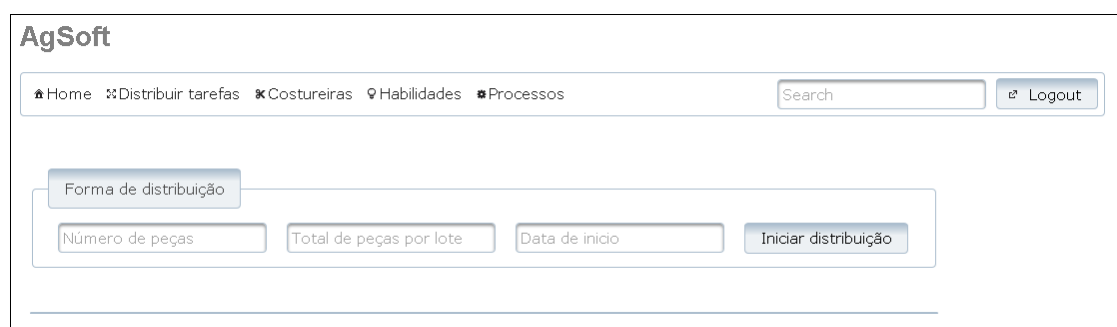 AgSoft
Home Distribuir tarefas Costureiras Habilidades Processos Search Logout
Forma de distribuição
Número de peças Total de peças por lote Data de inicio Iniciar distribuição